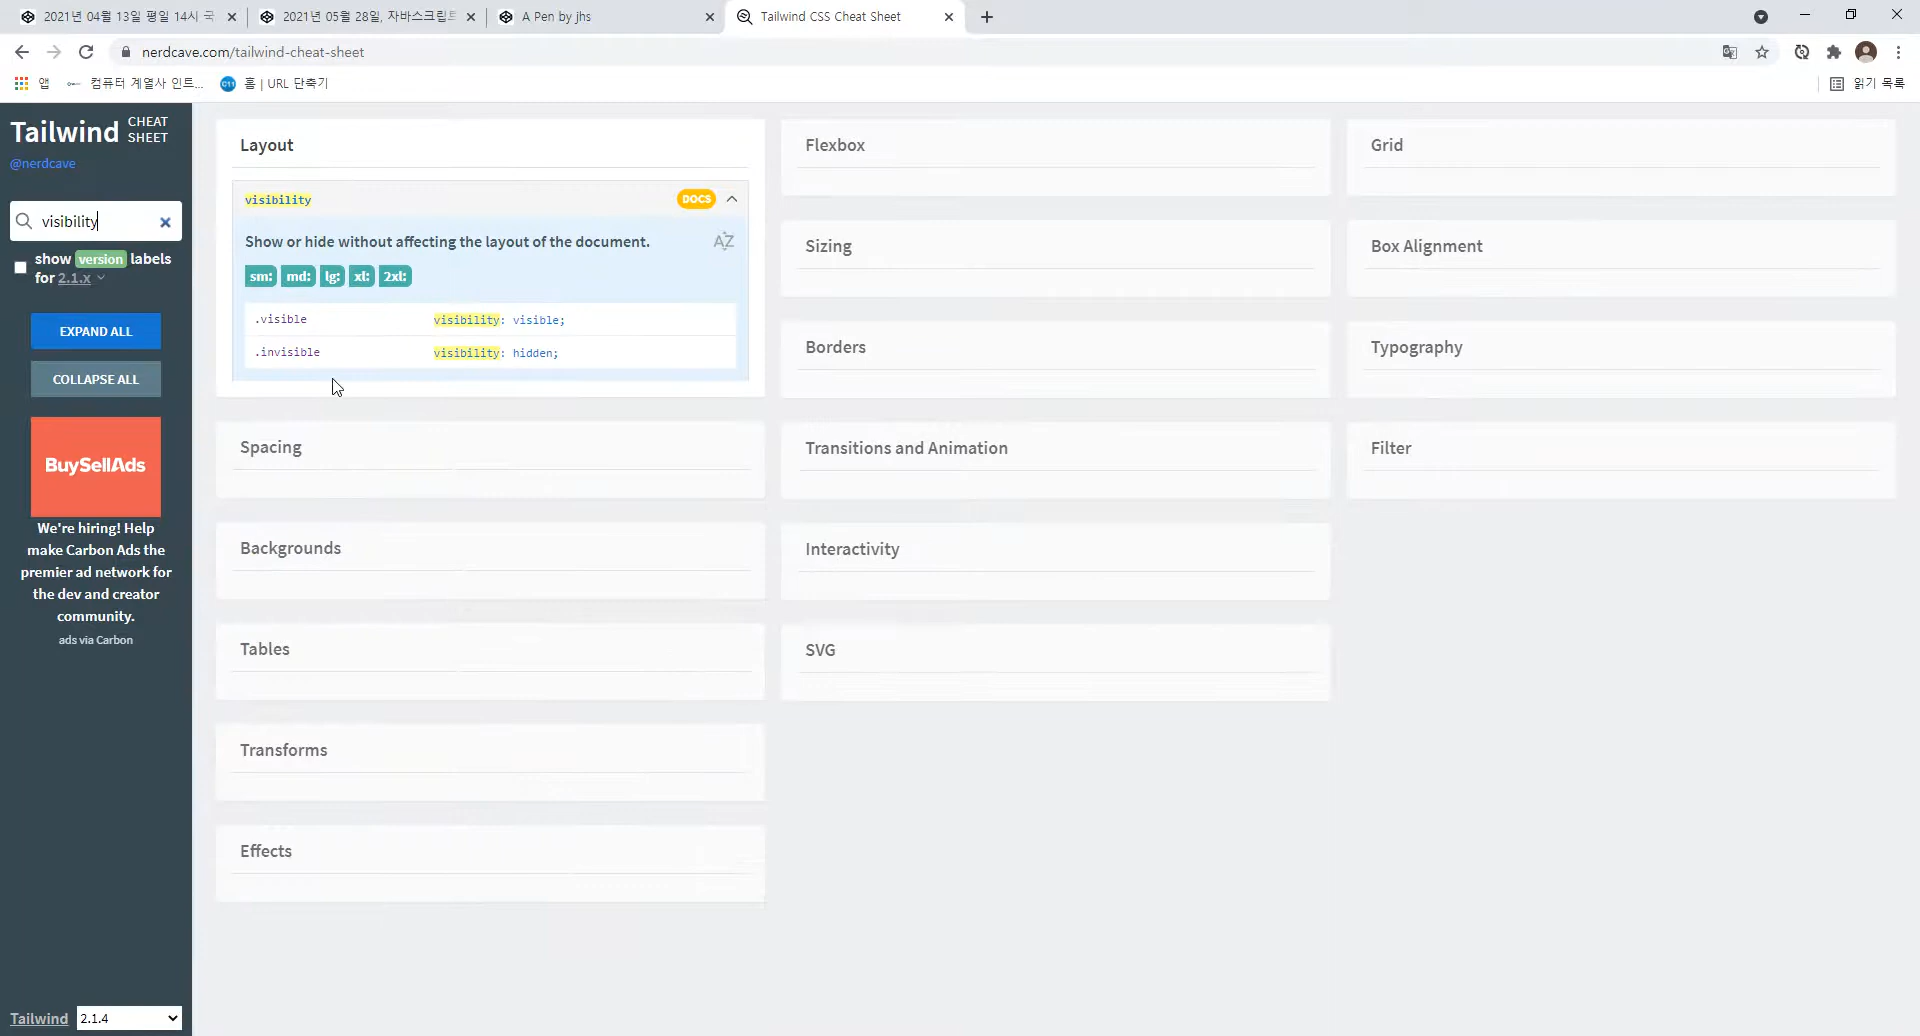 2021년 04월 13일 평일 14시 국
2021년 05월 28일, 자바스크립트
A Pen by jhs
Tailwind CSS Cheat Sheet
nerdcave.com/tailwind-cheat-sheet
앱
컴퓨터 계열사 인트...
홈 | URL 단축기
읽기 목록
Tailwind
CHEAT
SHEET
@nerdcave
visibility
show version labels
for 2.1.x
EXPAND ALL
COLLAPSE ALL
BuySellAds
We're hiring! Help
make Carbon Ads the
premier ad network for
the dev and creator
community.
ads via Carbon
Tailwind 2.1.4
Layout
visibility DOCS
Show or hide without affecting the layout of the document.
AZ
sm: md: lg: xl: 2xl:
.visible visibility: visible;
.invisible visibility: hidden;
Spacing
Backgrounds
Tables
Transforms
Effects
Flexbox
Sizing
Borders
Transitions and Animation
Interactivity
SVG
Grid
Box Alignment
Typography
Filter